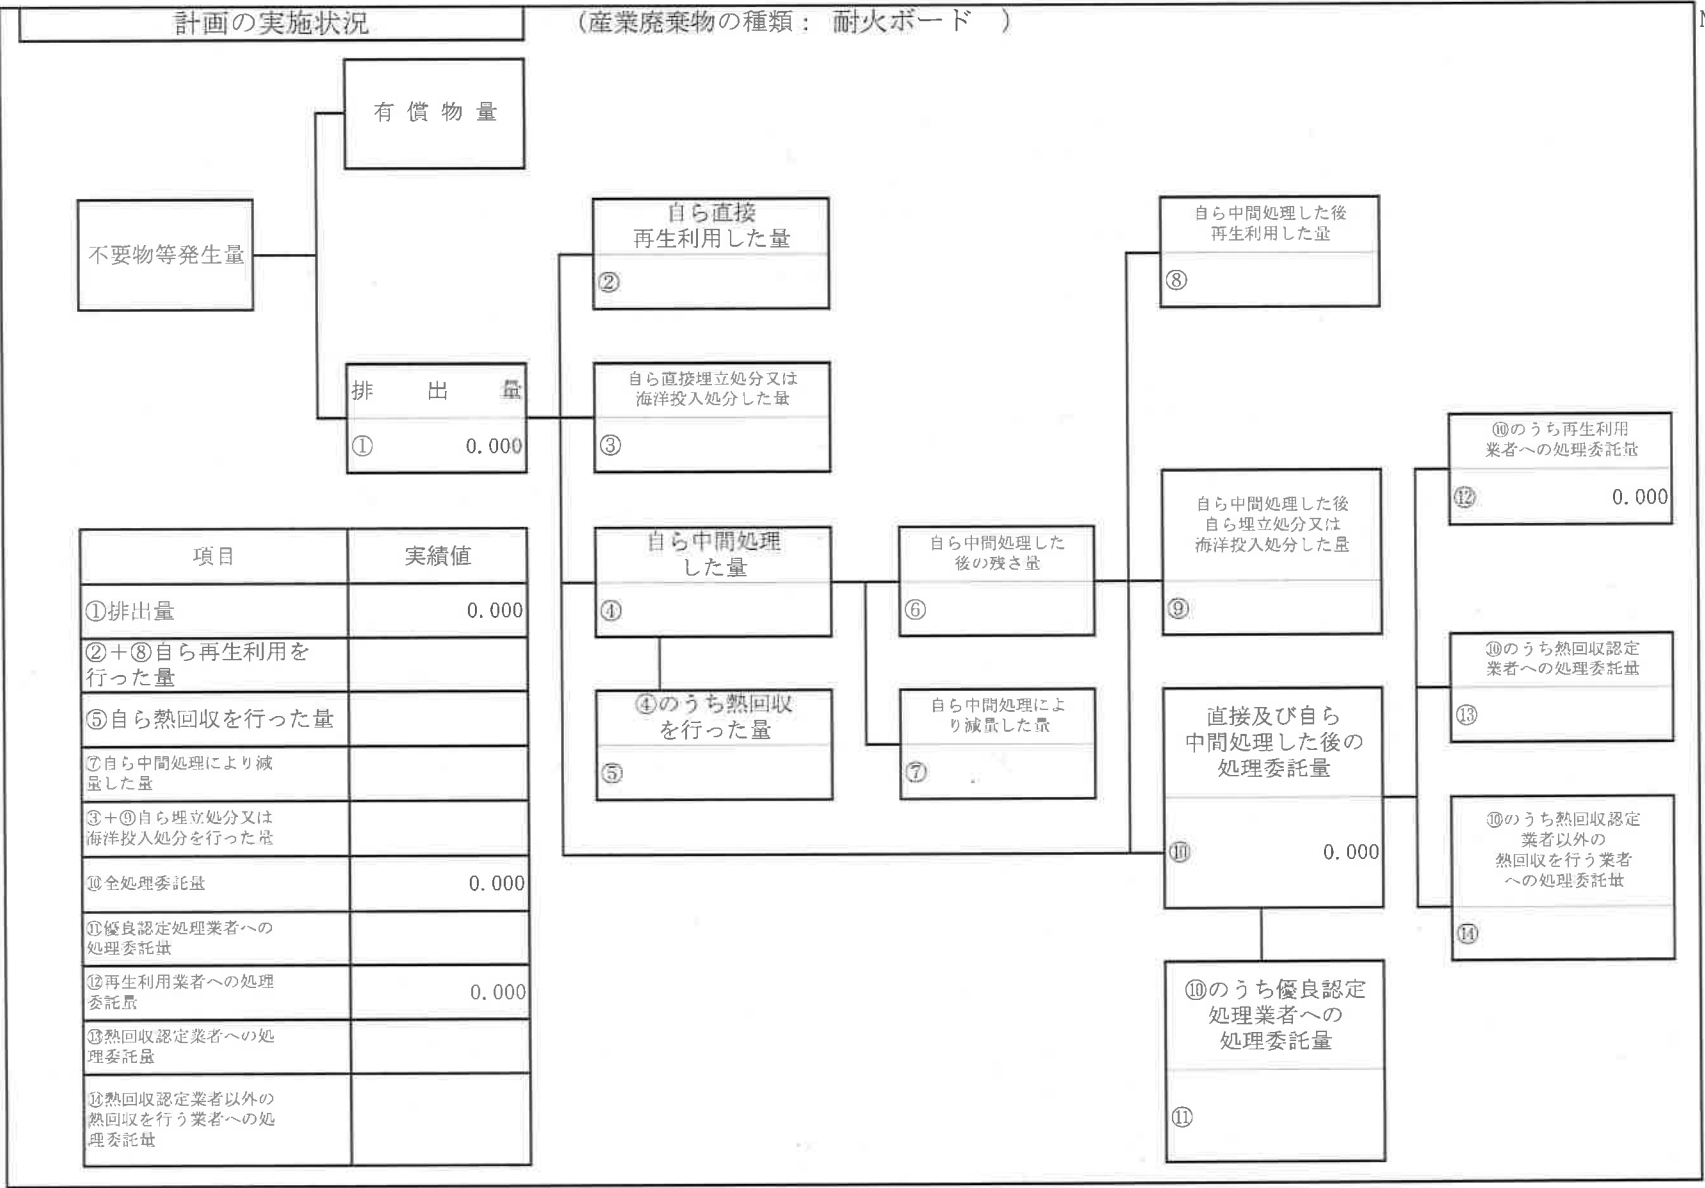 計画の実施状況
(産業廃棄物の種類： 耐火ボード )
有 償 物 量
不要物等発生量
排 出 量
① 0.000
自ら直接
再生利用した量
②
自ら直接埋立処分又は
海洋投入処分した量
③
自ら中間処理
した量
④
④のうち熱回収
を行った量
⑤
自ら中間処理した
後の残さ量
⑥
自ら中間処理によ
り減量した量
⑦
自ら中間処理した後
再生利用した量
⑧
自ら中間処理した後
自ら埋立処分又は
海洋投入処分した量
⑨
直接及び自ら
中間処理した後の
処理委託量
⑩ 0.000
⑩のうち優良認定
処理業者への
処理委託量
⑪
⑩のうち再生利用
業者への処理委託量
⑫ 0.000
⑩のうち熱回収認定
業者への処理委託量
⑬
⑩のうち熱回収認定
業者以外の
熱回収を行う業者
への処理委託量
⑭
項目 実績値
①排出量 0.000
②＋⑧自ら再生利用を
行った量
⑤自ら熱回収を行った量
⑦自ら中間処理により減
量した量
③＋⑨自ら埋立処分又は
海洋投入処分を行った量
⑩全処理委託量 0.000
⑪優良認定処理業者への
処理委託量
⑫再生利用業者への処理
委託量 0.000
⑬熱回収認定業者への処
理委託量
⑭熱回収認定業者以外の
熱回収を行う業者への処
理委託量